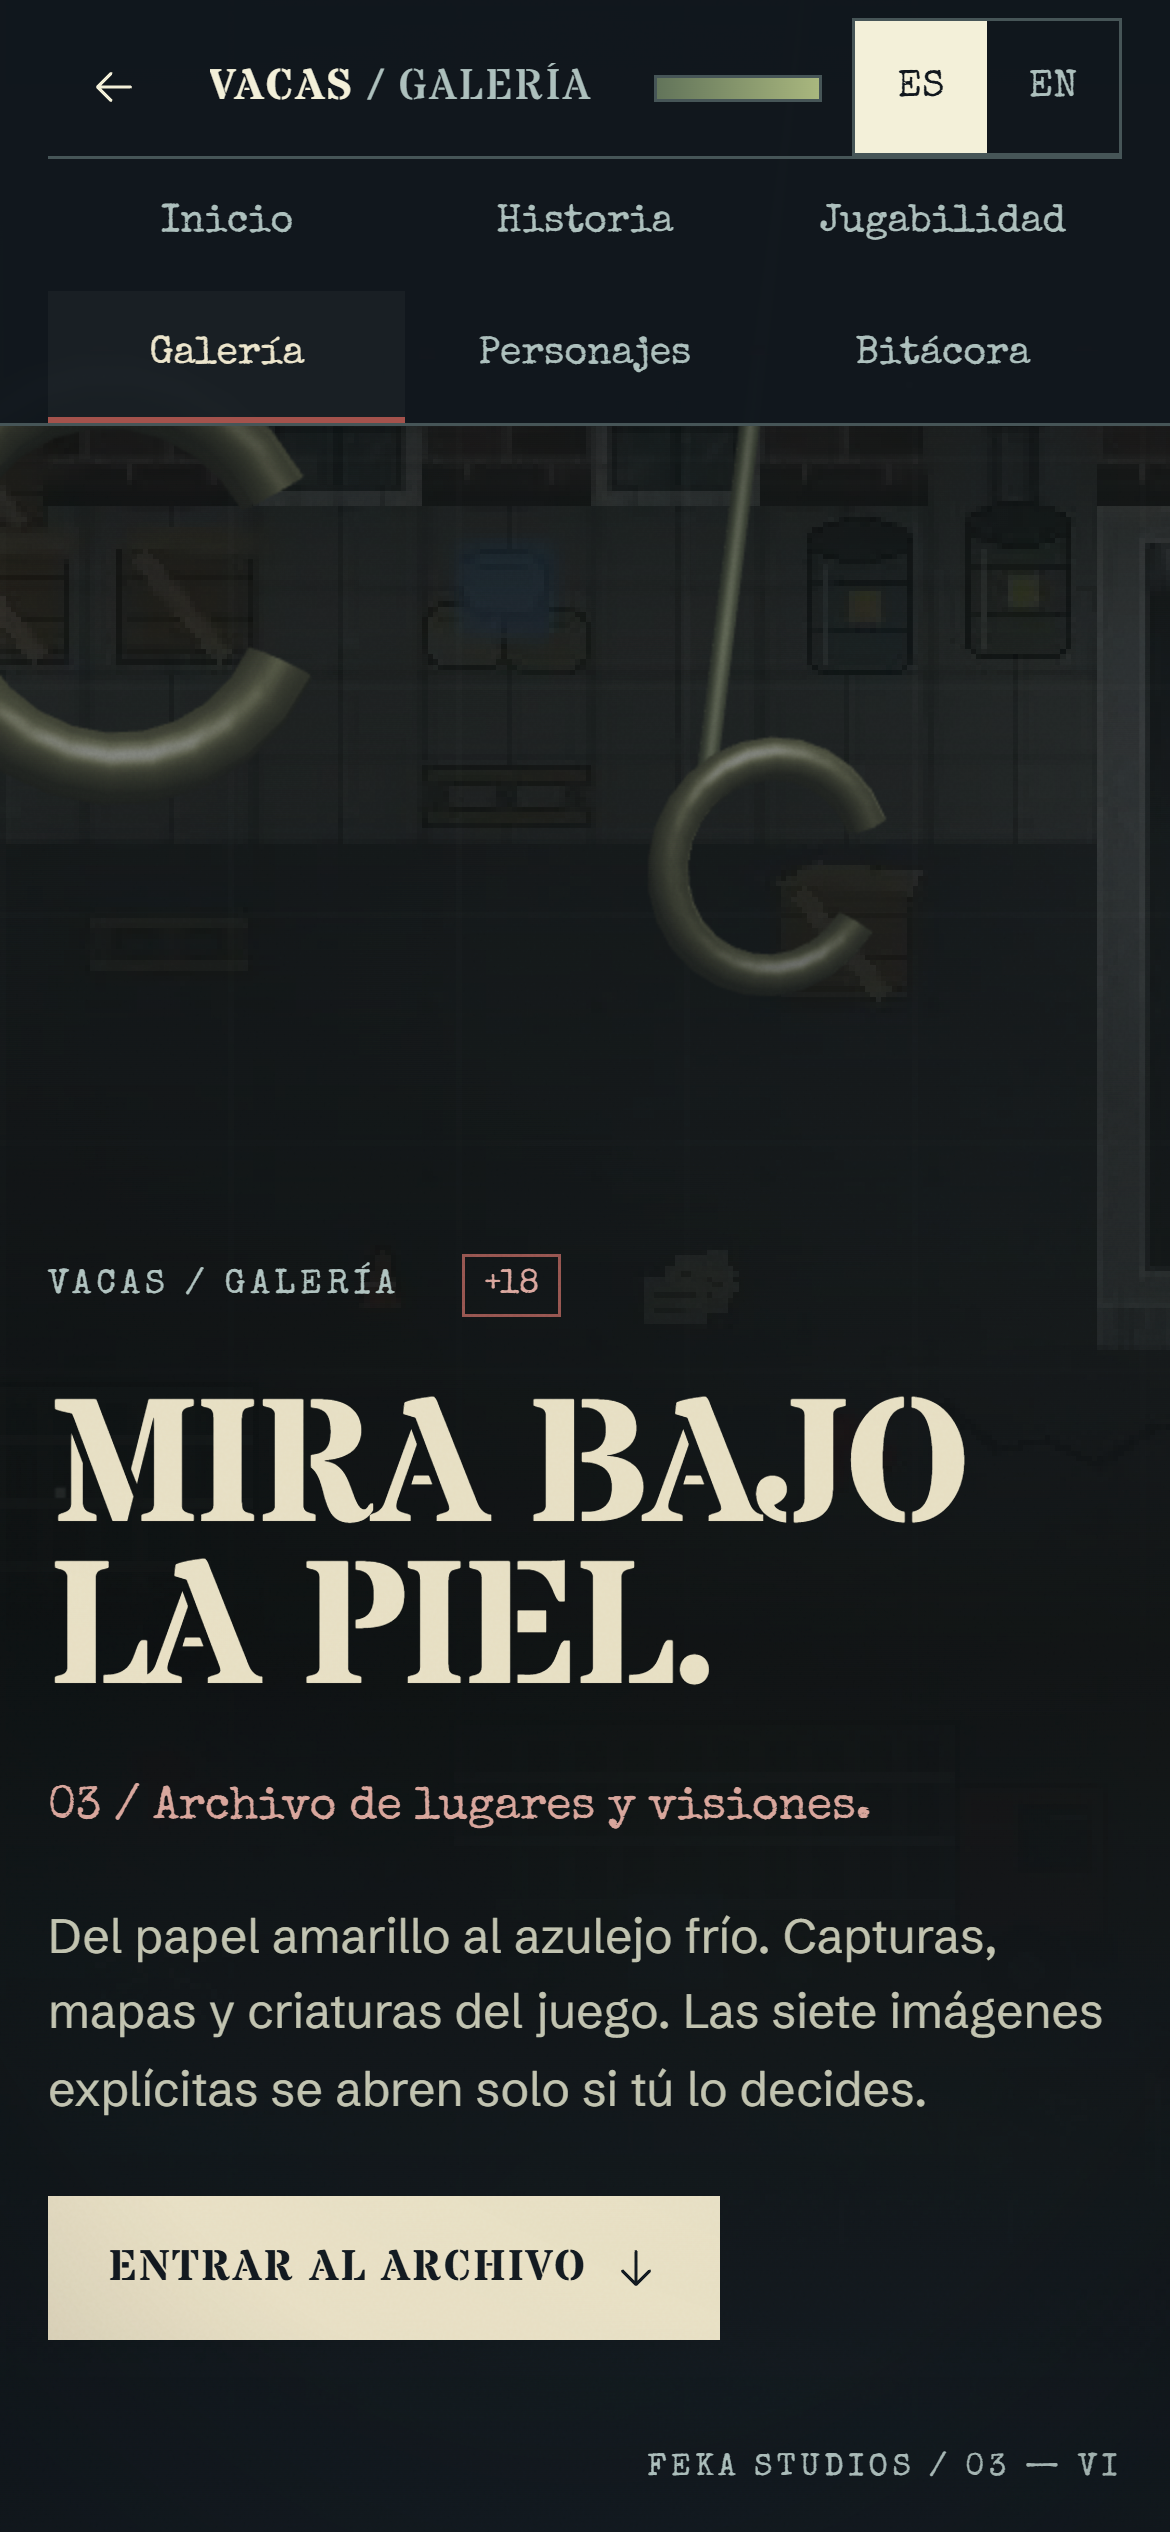 ← VACAS / GALERÍA ES EN
Inicio Historia Jugabilidad
Galería Personajes Bitácora
VACAS / GALERÍA +18
MIRA BAJO
LA PIEL.
03 / Archivo de lugares y visiones.
Del papel amarillo al azulejo frío. Capturas,
mapas y criaturas del juego. Las siete imágenes
explícitas se abren solo si tú lo decides.
ENTRAR AL ARCHIVO ↓
FEKA STUDIOS / 03 — VI